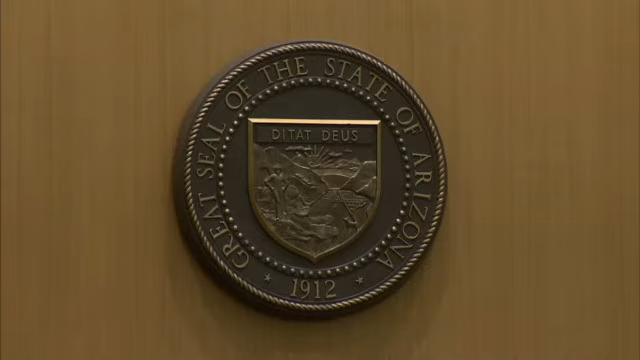 GREAT SEAL OF THE STATE OF ARIZONA
DITAT DEUS
1912